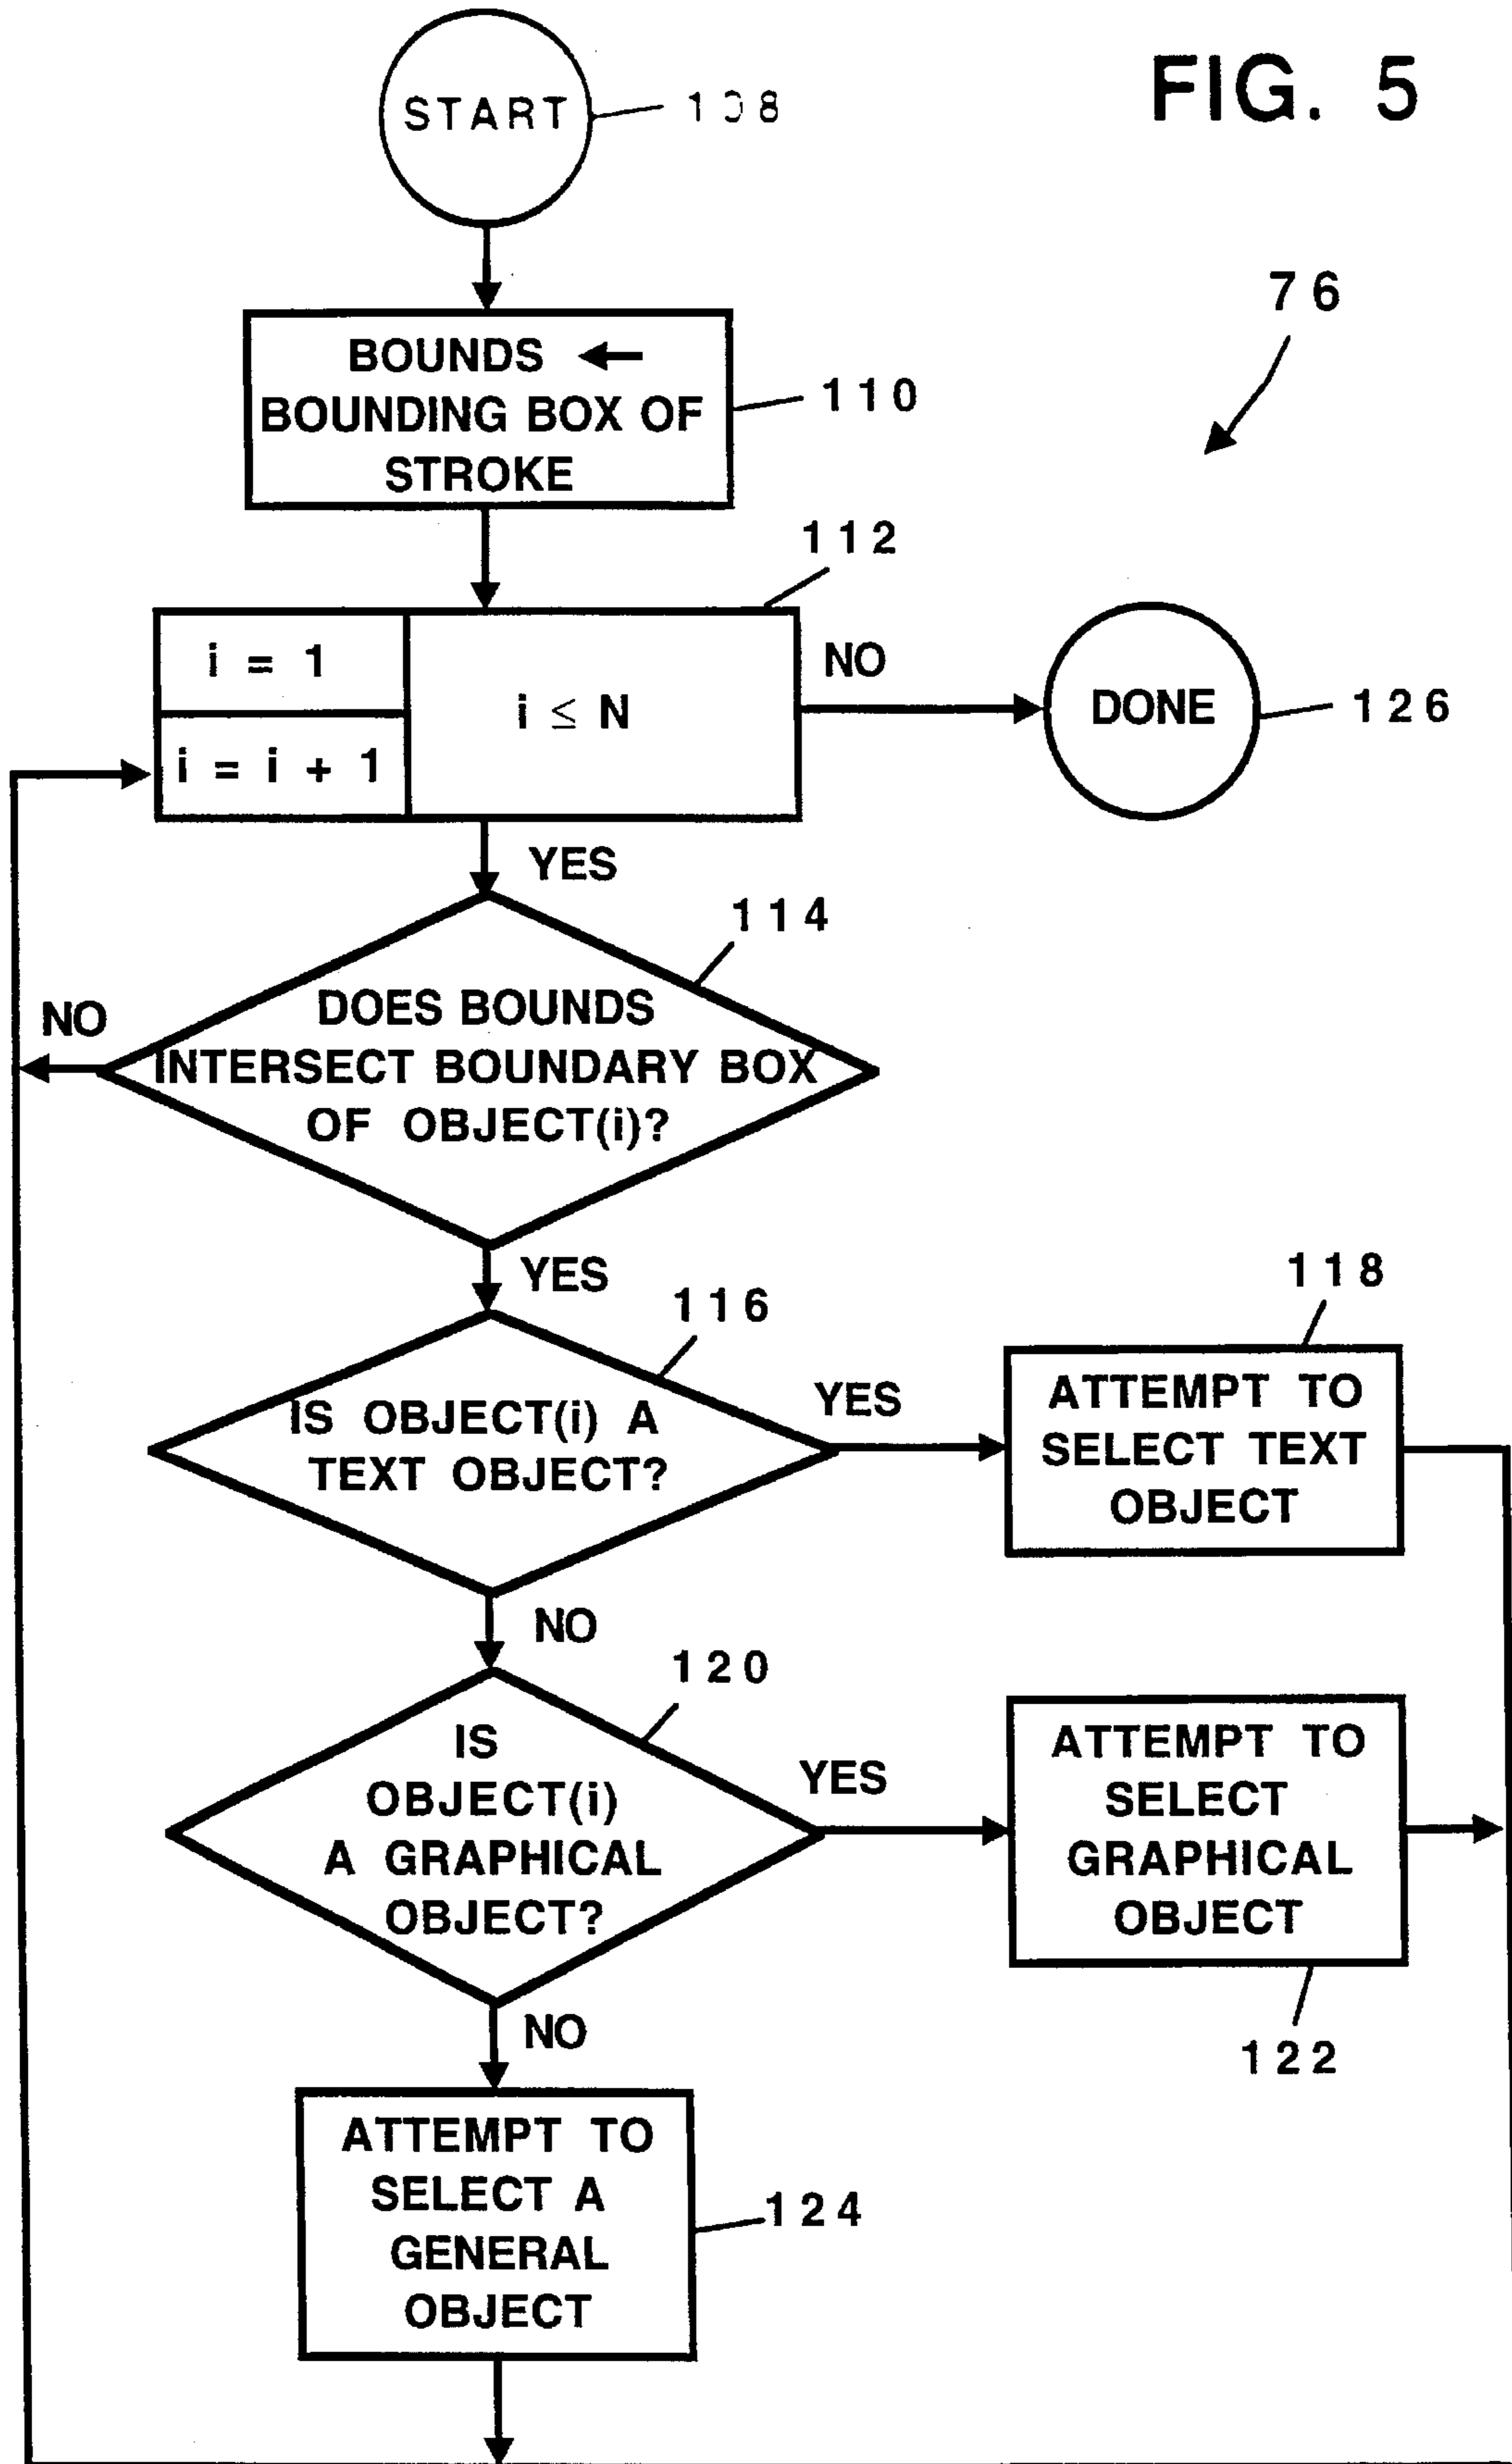 FIG. 5
START
108
76
BOUNDS ←
BOUNDING BOX OF
STROKE
110
112
i = 1
i = i + 1
i ≤ N
NO
DONE
126
YES
114
DOES BOUNDS
INTERSECT BOUNDARY BOX
OF OBJECT(i)?
NO
YES
116
IS OBJECT(i) A
TEXT OBJECT?
YES
118
ATTEMPT TO
SELECT TEXT
OBJECT
NO
120
IS
OBJECT(i)
A GRAPHICAL
OBJECT?
YES
ATTEMPT TO
SELECT
GRAPHICAL
OBJECT
122
NO
ATTEMPT TO
SELECT A
GENERAL
OBJECT
124